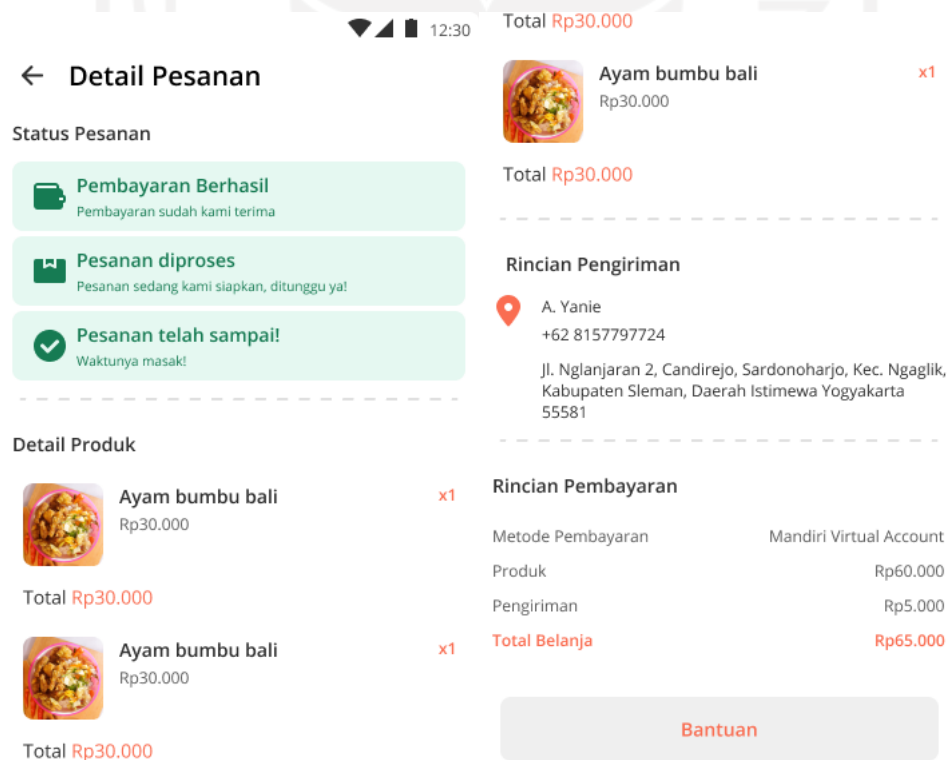 12:30
Detail Pesanan
Status Pesanan
Pembayaran Berhasil
Pembayaran sudah kami terima
Pesanan diproses
Pesanan sedang kami siapkan, ditunggu ya!
Pesanan telah sampai!
Waktunya masak!
Detail Produk
Ayam bumbu bali x1
Rp30.000
Total Rp30.000
Ayam bumbu bali x1
Rp30.000
Total Rp30.000
Total Rp30.000
Ayam bumbu bali x1
Rp30.000
Total Rp30.000
Rincian Pengiriman
A. Yanie
+62 8157797724
Jl. Nglanjaran 2, Candirejo, Sardonoharjo, Kec. Ngaglik,
Kabupaten Sleman, Daerah Istimewa Yogyakarta
55581
Rincian Pembayaran
Metode Pembayaran Mandiri Virtual Account
Produk Rp60.000
Pengiriman Rp5.000
Total Belanja Rp65.000
Bantuan